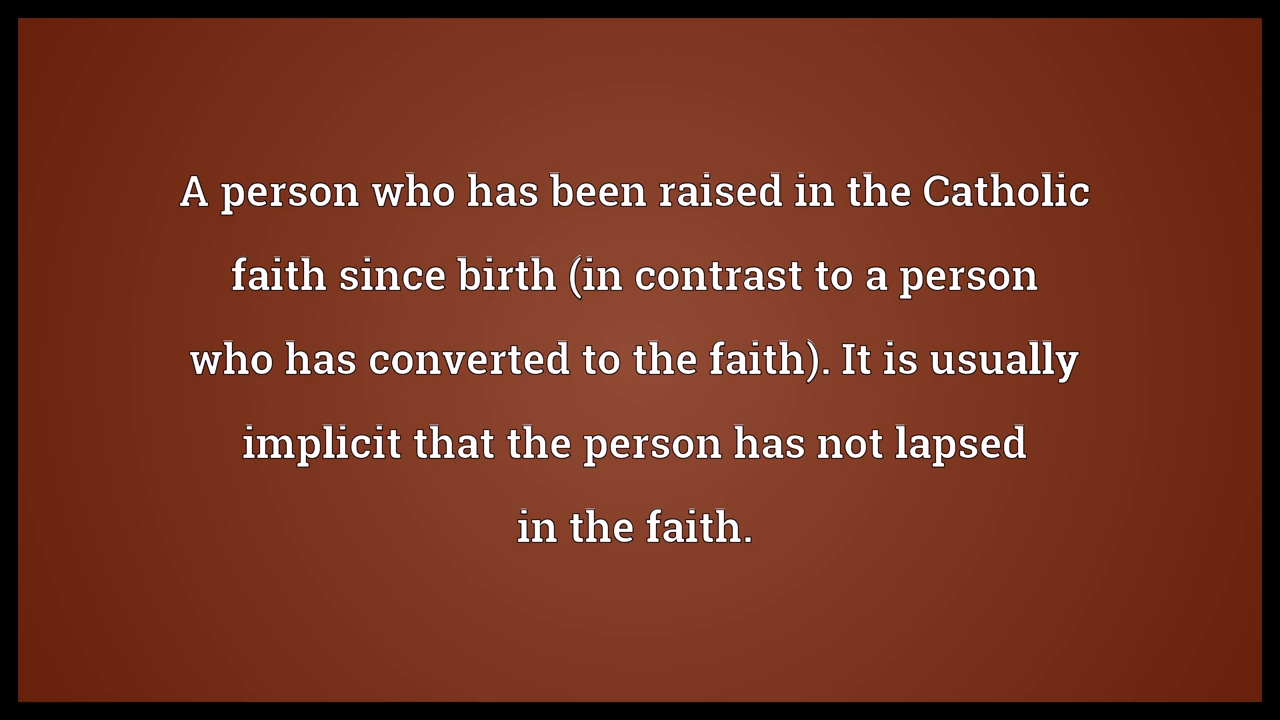 A person who has been raised in the Catholic
faith since birth (in contrast to a person
who has converted to the faith). It is usually
implicit that the person has not lapsed
in the faith.